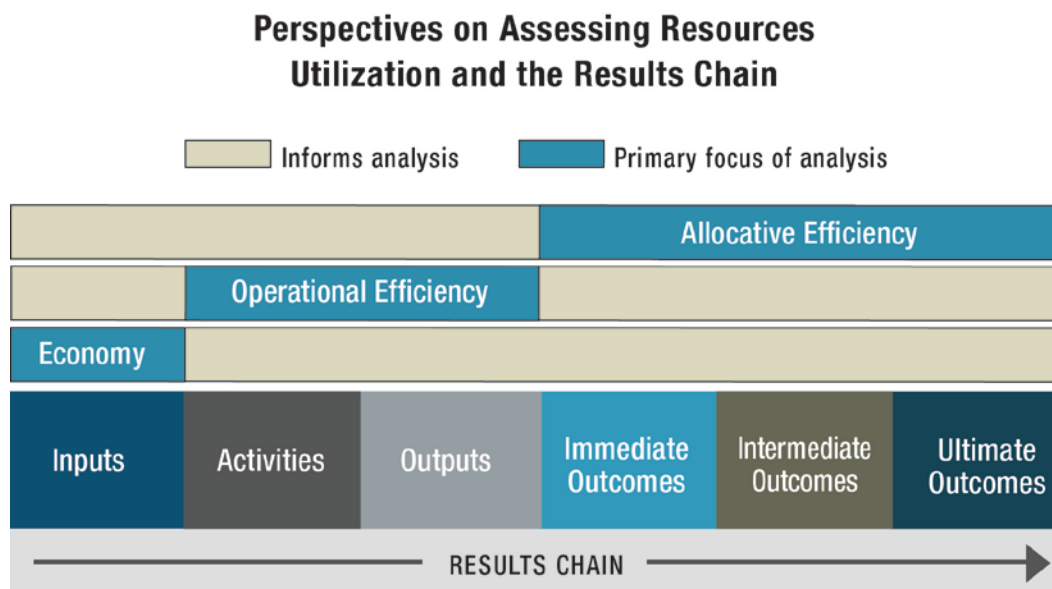 Perspectives on Assessing Resources
Utilization and the Results Chain
Informs analysis
Primary focus of analysis
Allocative Efficiency
Operational Efficiency
Economy
Inputs
Activities
Outputs
Immediate
Outcomes
Intermediate
Outcomes
Ultimate
Outcomes
RESULTS CHAIN